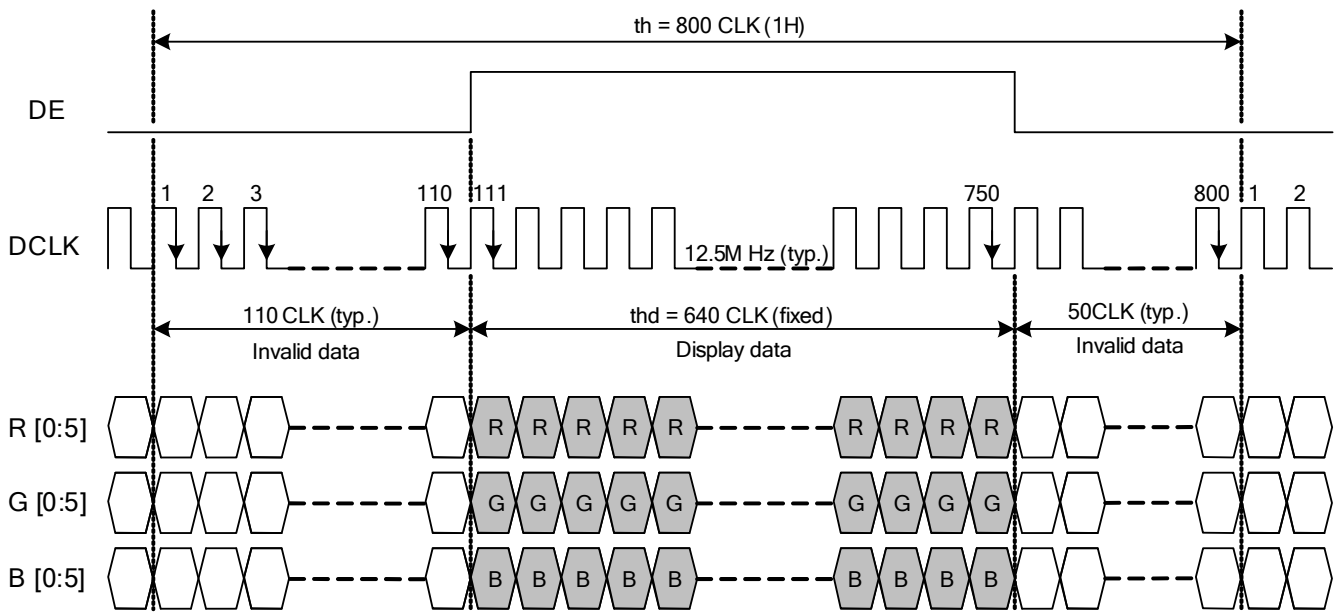 th = 800 CLK (1H)
DE
1 2 3 110 111 750 800 1 2
DCLK
12.5M Hz (typ.)
110 CLK (typ.) thd = 640 CLK (fixed) 50CLK (typ.)
Invalid data Display data Invalid data
R [0:5] R R R R R R R R R
G [0:5] G G G G G G G G G
B [0:5] B B B B B B B B B